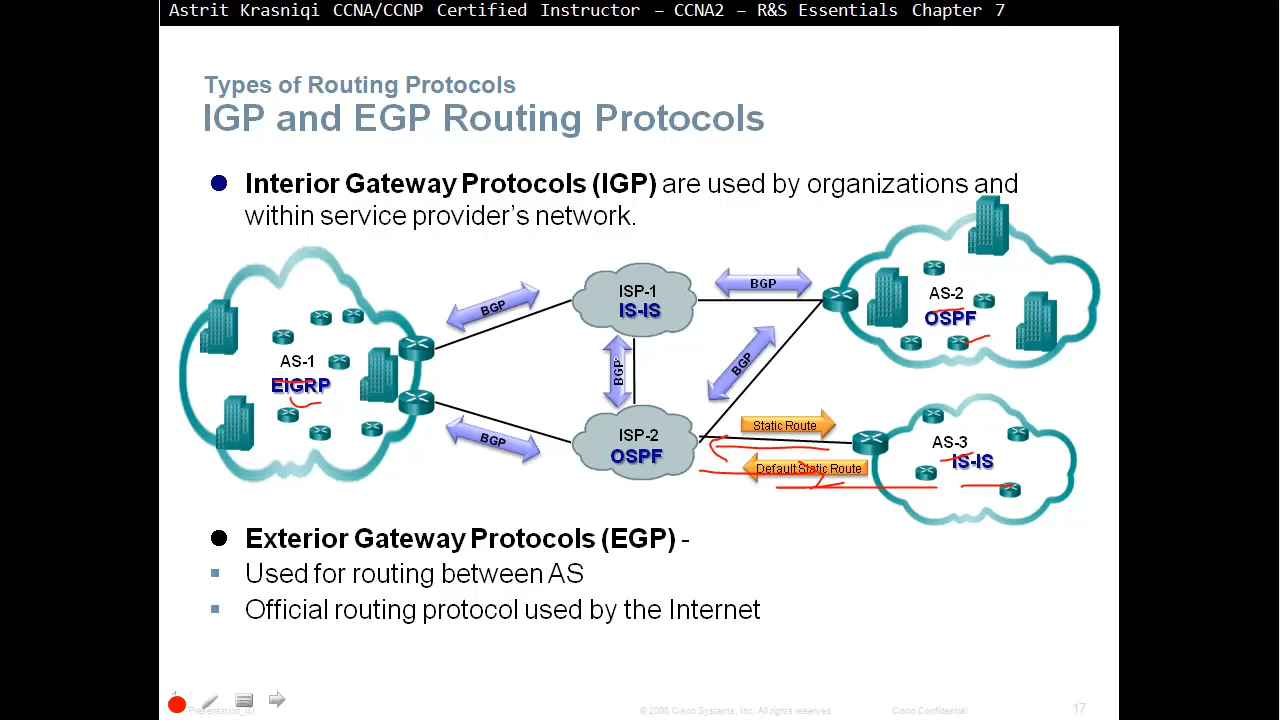 Astrit Krasniqi CCNA/CCNP Certified Instructor – CCNA2 – R&S Essentials Chapter 7
Types of Routing Protocols
IGP and EGP Routing Protocols
Interior Gateway Protocols (IGP) are used by organizations and
within service provider's network.
BGP
ISP-1
IS-IS
BGP
AS-2
OSPF
AS-1
EIGRP
BGP
BGP
BGP
ISP-2
OSPF
Static Route
Default Static Route
AS-3
IS-IS
Exterior Gateway Protocols (EGP) -
Used for routing between AS
Official routing protocol used by the Internet
Presentation_ID
© 2008 Cisco Systems, Inc. All rights reserved.
Cisco Confidential
17